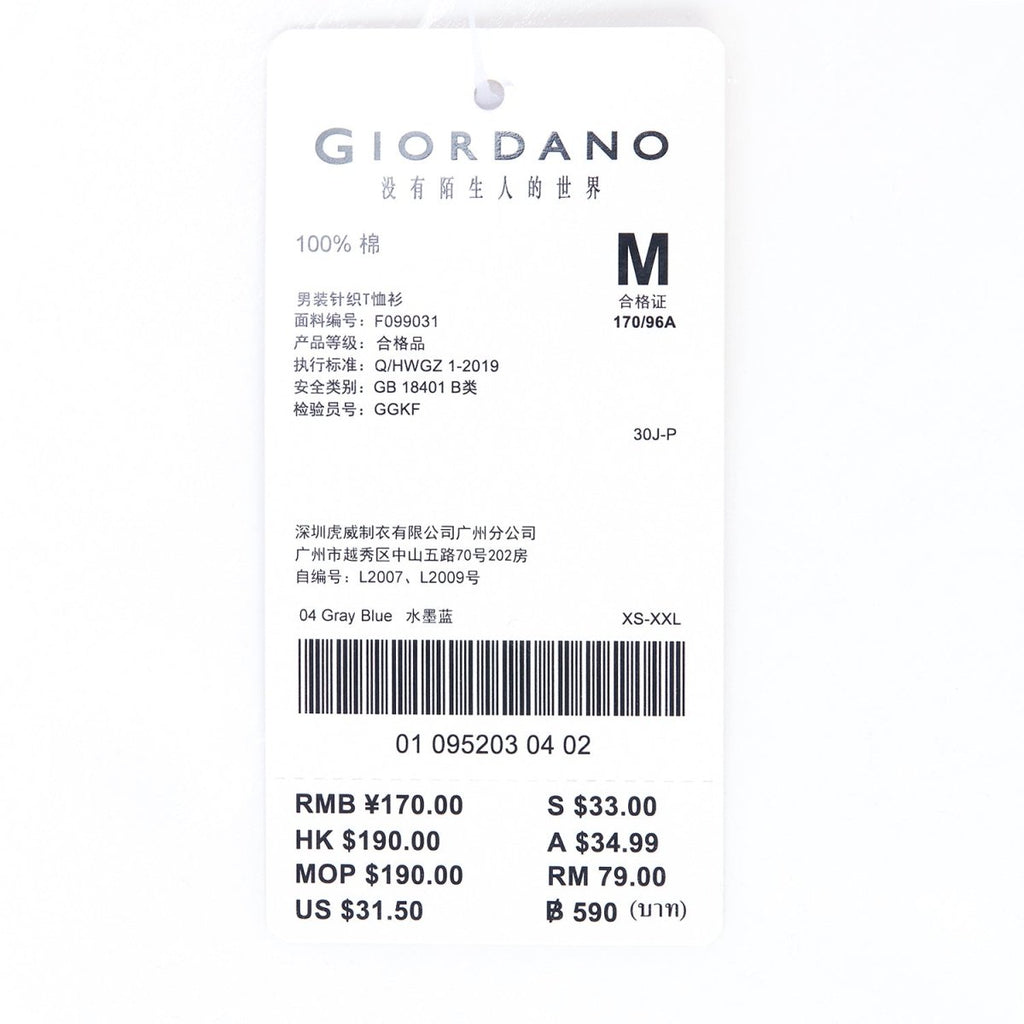 GIORDANO
没有陌生人的世界
100% 棉
M
合格证
170/96A
男装针织T恤衫
面料编号：F099031
产品等级：合格品
执行标准：Q/HWGZ 1-2019
安全类别：GB 18401 B类
检验员号：GGKF
30J-P
深圳虎威制衣有限公司广州分公司
广州市越秀区中山五路70号202房
自编号：L2007、L2009号
04 Gray Blue 水墨蓝 XS-XXL
01 095203 04 02
RMB ¥170.00 S $33.00
HK $190.00 A $34.99
MOP $190.00 RM 79.00
US $31.50 ฿ 590 (บาท)